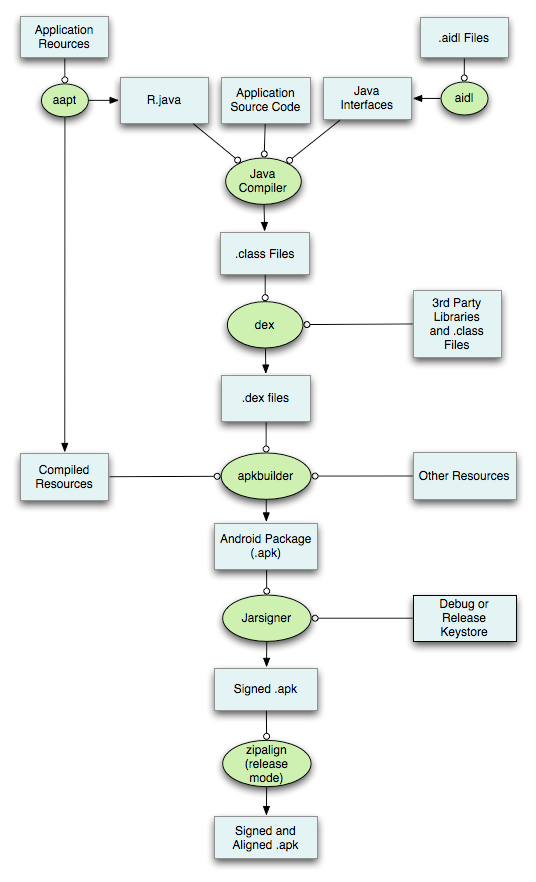 Application
Reources
.aidl Files
aapt
R.java
Application
Source Code
Java
Interfaces
aidl
Java
Compiler
.class Files
dex
3rd Party
Libraries
and .class
Files
.dex files
Compiled
Resources
apkbuilder
Other Resources
Android Package
(.apk)
Jarsigner
Debug or
Release
Keystore
Signed .apk
zipalign
(release
mode)
Signed and
Aligned .apk